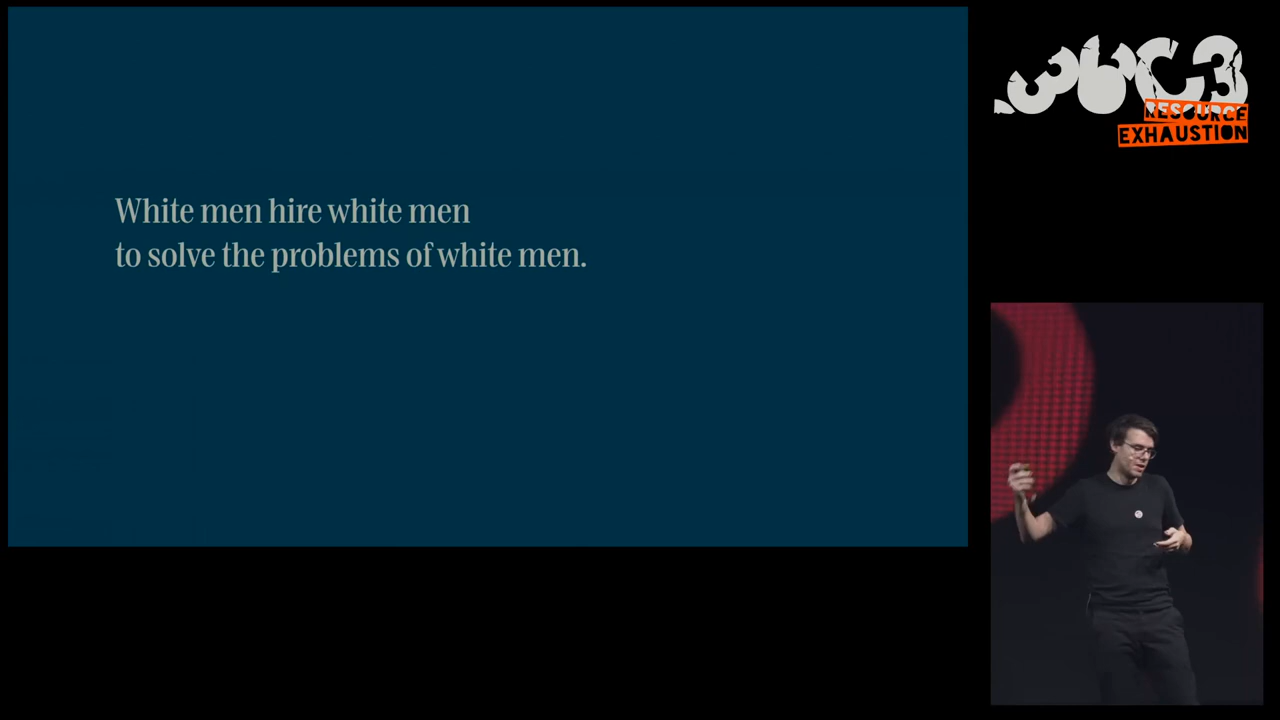 White men hire white men
to solve the problems of white men.
36C3
RESOURCE
EXHAUSTION